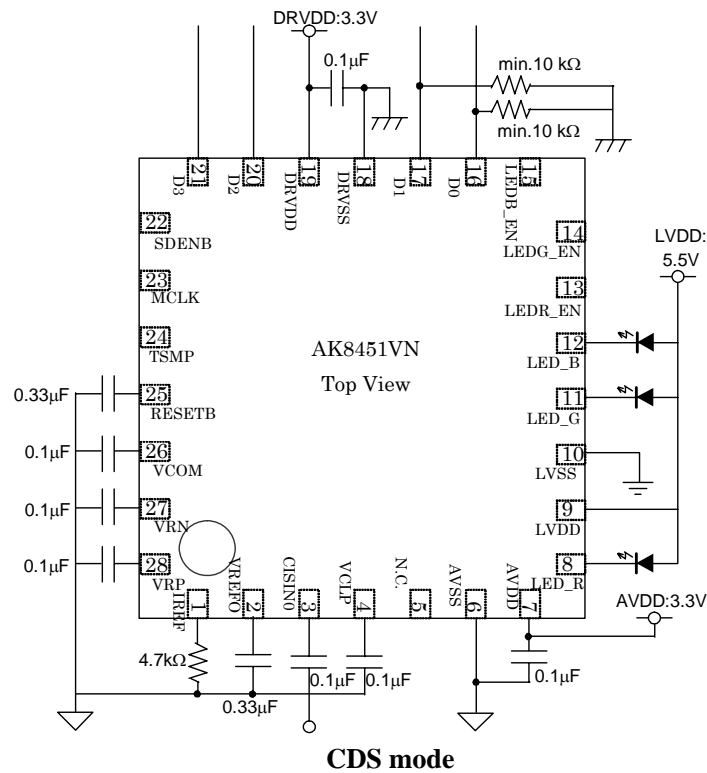 DRVDD:3.3V
0.1μF
min.10 kΩ
min.10 kΩ
21
20
19
18
17
16
15
D3
D2
DRVDD
DRVSS
D1
D0
LEDB_EN
22
SDENB
23
MCLK
24
TSMP
25
RESETB
26
VCOM
27
VRN
28
VRP
14
LEDG_EN
13
LEDR_EN
12
LED_B
11
LED_G
10
LVSS
9
LVDD
8
LED_R
LVDD:
5.5V
AK8451VN
Top View
0.33μF
0.1μF
0.1μF
0.1μF
IREF
VREFO
CISIN0
VCLP
N.C.
AVSS
AVDD
1
2
3
4
5
6
7
AVDD:3.3V
4.7kΩ
0.33μF
0.1μF
0.1μF
0.1μF
CDS mode